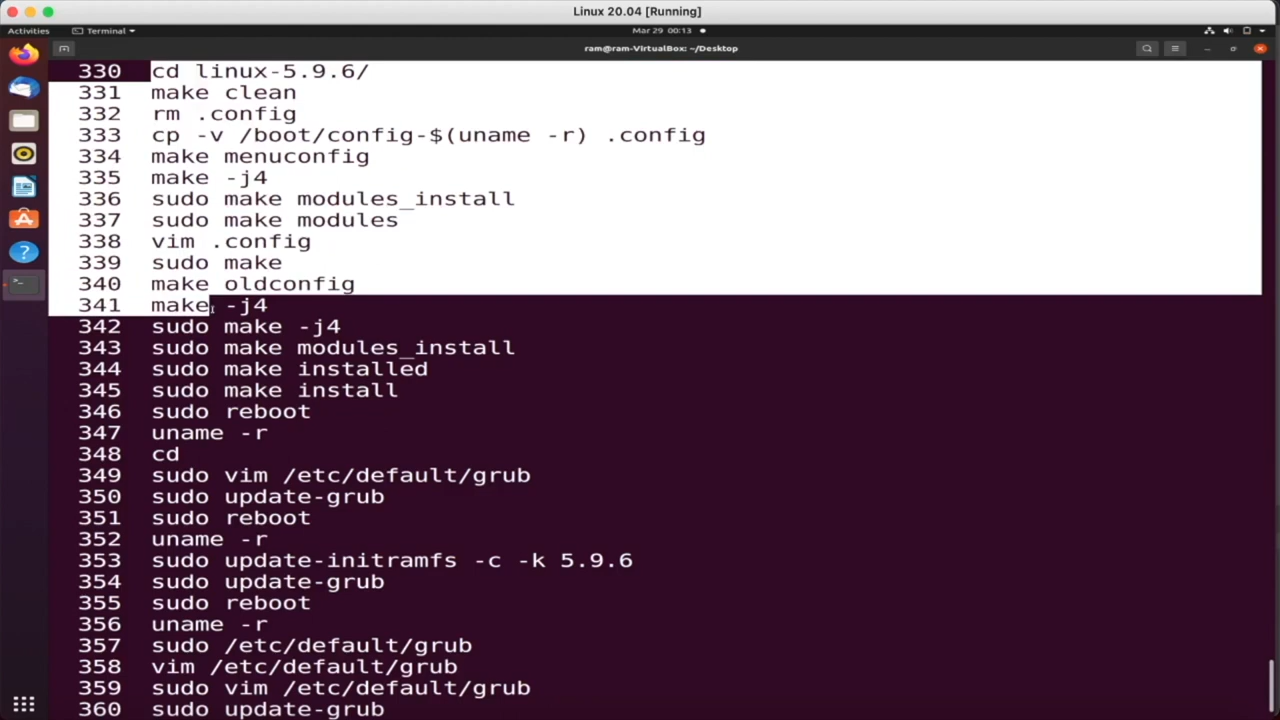 Linux 20.04 [Running]
Activities
Terminal
Mar 29 00:13
ram@ram-VirtualBox: ~/Desktop
330 cd linux-5.9.6/
331 make clean
332 rm .config
333 cp -v /boot/config-$(uname -r) .config
334 make menuconfig
335 make -j4
336 sudo make modules_install
337 sudo make modules
338 vim .config
339 sudo make
340 make oldconfig
341 make -j4
342 sudo make -j4
343 sudo make modules_install
344 sudo make installed
345 sudo make install
346 sudo reboot
347 uname -r
348 cd
349 sudo vim /etc/default/grub
350 sudo update-grub
351 sudo reboot
352 uname -r
353 sudo update-initramfs -c -k 5.9.6
354 sudo update-grub
355 sudo reboot
356 uname -r
357 sudo /etc/default/grub
358 vim /etc/default/grub
359 sudo vim /etc/default/grub
360 sudo update-grub